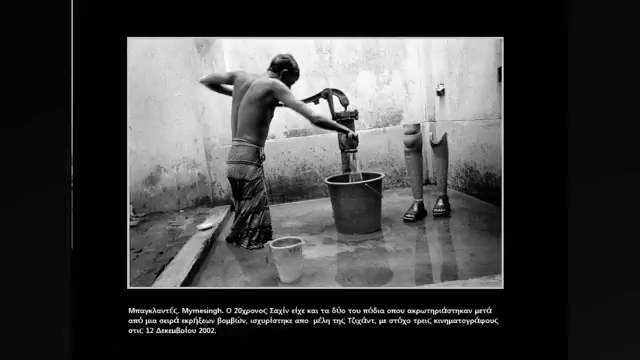 Μπαγκλαντές. Mymesingh. Ο 20χρονος Σαχίν είχε και τα δύο του πόδια οπου ακρωτηριάστηκαν μετά
από μια σειρά εκρήξεων βομβών, ισχυρίστηκε απο μέλη της Τζιχάντ, με στόχο τρεις κινηματογράφους
στις 12 Δεκεμβρίου 2002.